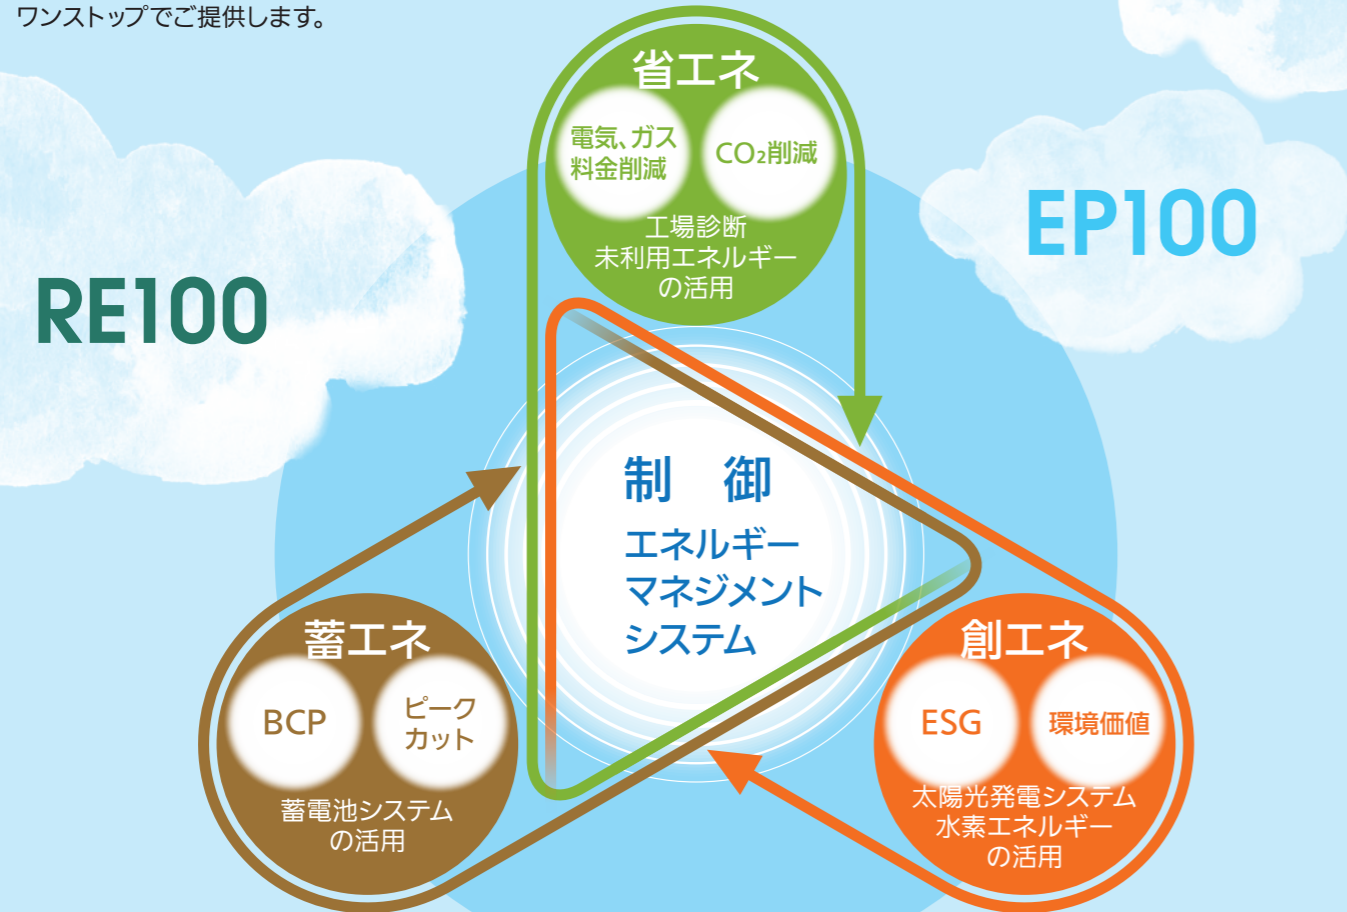 ワンストップでご提供します。
省エネ
電気、ガス
料金削減
CO₂削減
工場診断
未利用エネルギー
の活用
RE100
EP100
制　御
エネルギー
マネジメント
システム
蓄エネ
BCP
ピーク
カット
蓄電池システム
の活用
創エネ
ESG
環境価値
太陽光発電システム
水素エネルギー
の活用